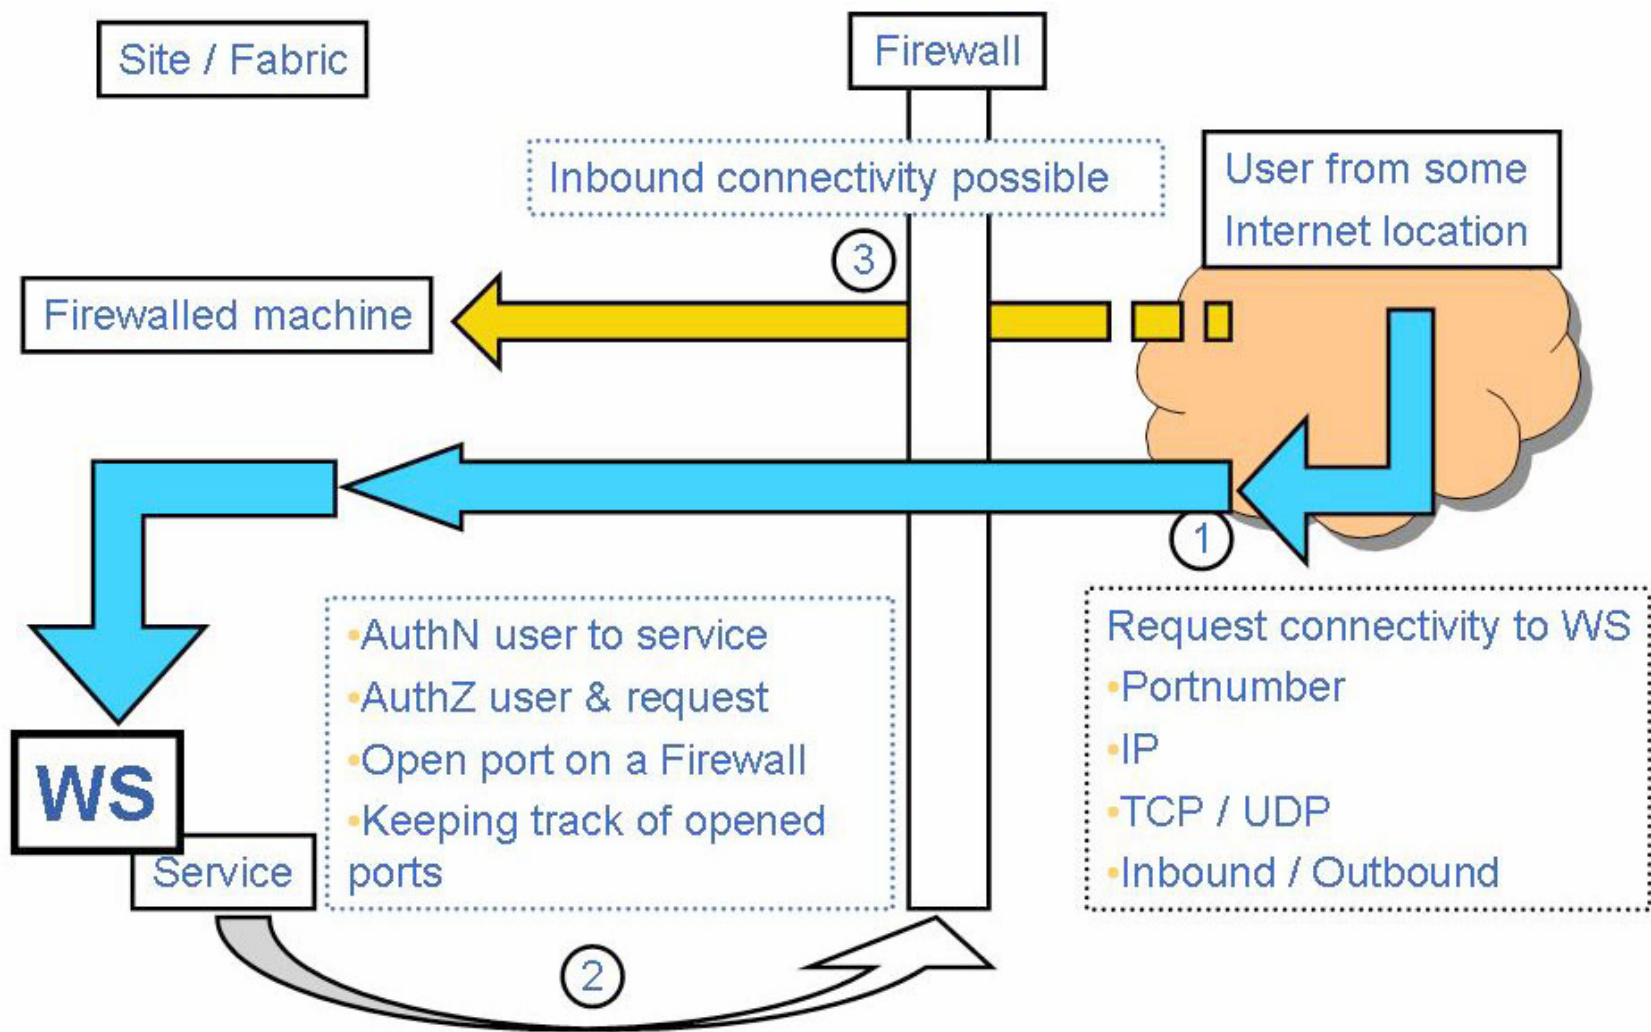 Site / Fabric
Firewall
Inbound connectivity possible
User from some
Internet location
3
Firewalled machine
1
•AuthN user to service
•AuthZ user & request
•Open port on a Firewall
•Keeping track of opened
ports
Request connectivity to WS
•Portnumber
•IP
•TCP / UDP
•Inbound / Outbound
WS
Service
2